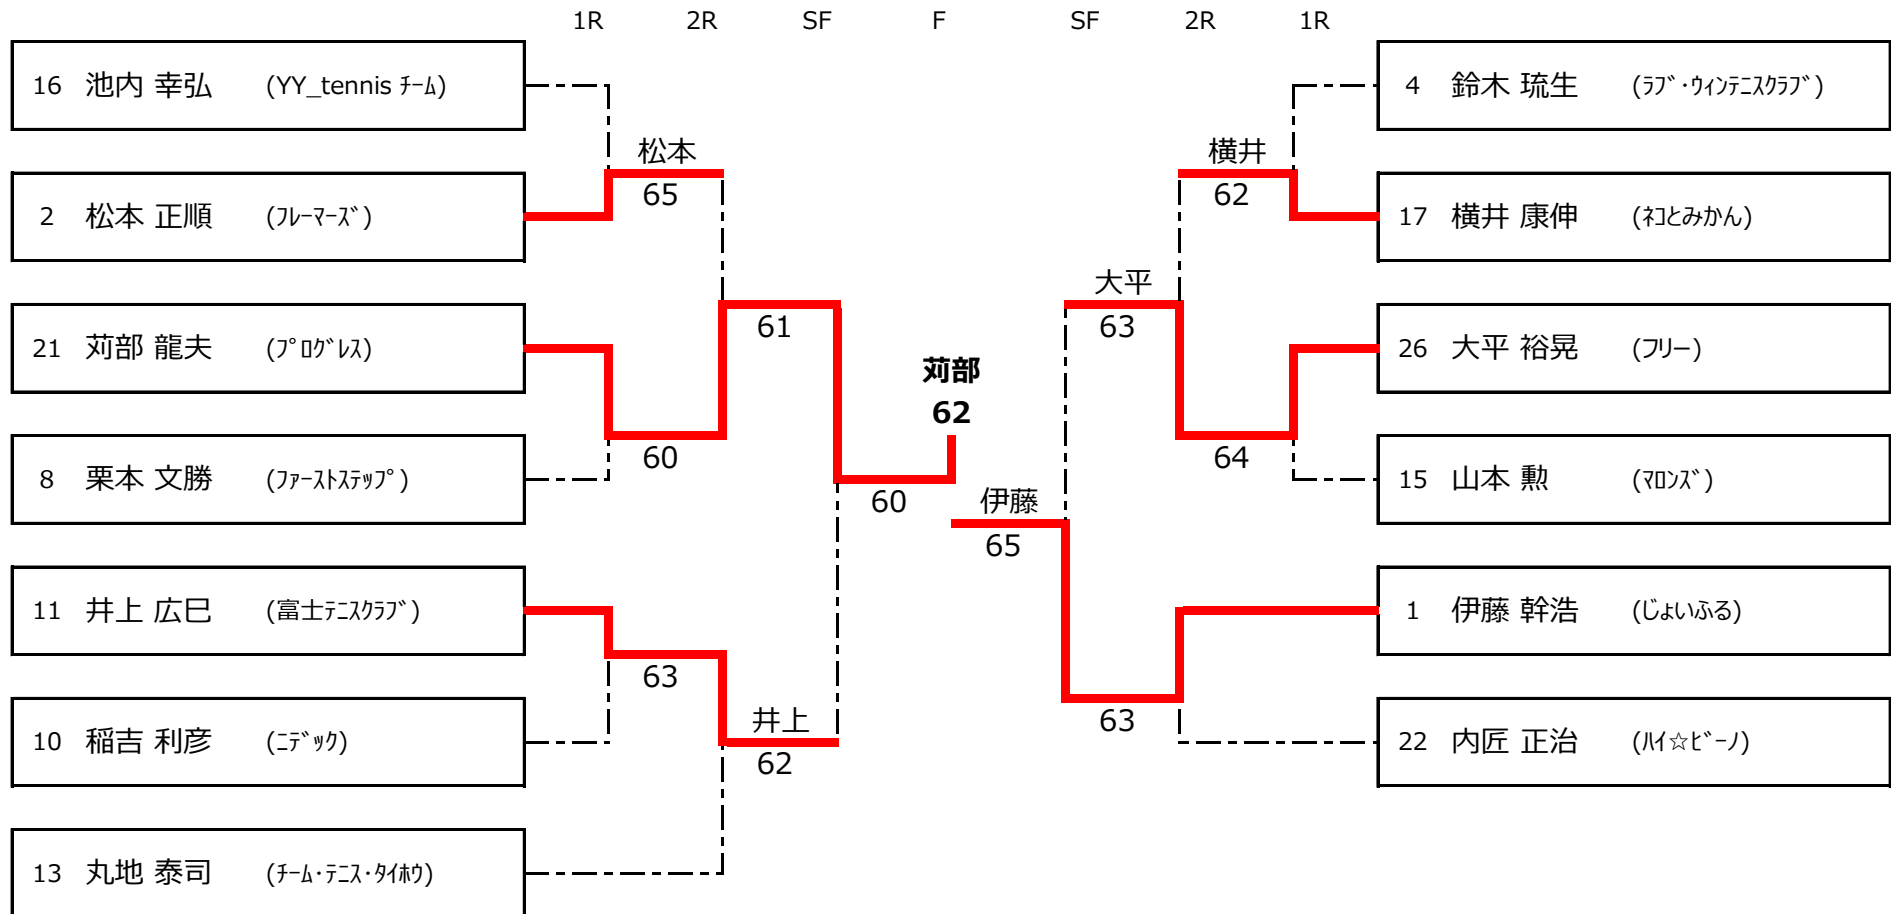 1R 2R SF F SF 2R 1R
16 池内 幸弘 (YY_tennis ﾁｰﾑ)
2 松本 正順 (ﾌﾚｰﾏｰｽﾞ)
21 苅部 龍夫 (ﾌﾟﾛｸﾞﾚｽ)
8 栗本 文勝 (ﾌｧｰｽﾄｽﾃｯﾌﾟ)
11 井上 広巳 (富士ﾃﾆｽｸﾗﾌﾞ)
10 稲吉 利彦 (ﾆﾃﾞｯｸ)
13 丸地 泰司 (ﾁｰﾑ･ﾃﾆｽ･ﾀｲﾎｳ)
松本
65
60
63
61
井上
62
60
苅部
62
伊藤
65
大平
63
63
横井
62
64
4 鈴木 琉生 (ﾗﾌﾞ･ｳｨﾝﾃﾆｽｸﾗﾌﾞ)
17 横井 康伸 (ﾈｺとみかん)
26 大平 裕晃 (フリー)
15 山本 勲 (ﾏﾛﾝｽﾞ)
1 伊藤 幹浩 (じょいふる)
22 内匠 正治 (ﾊｲ☆ﾋﾞｰﾉ)